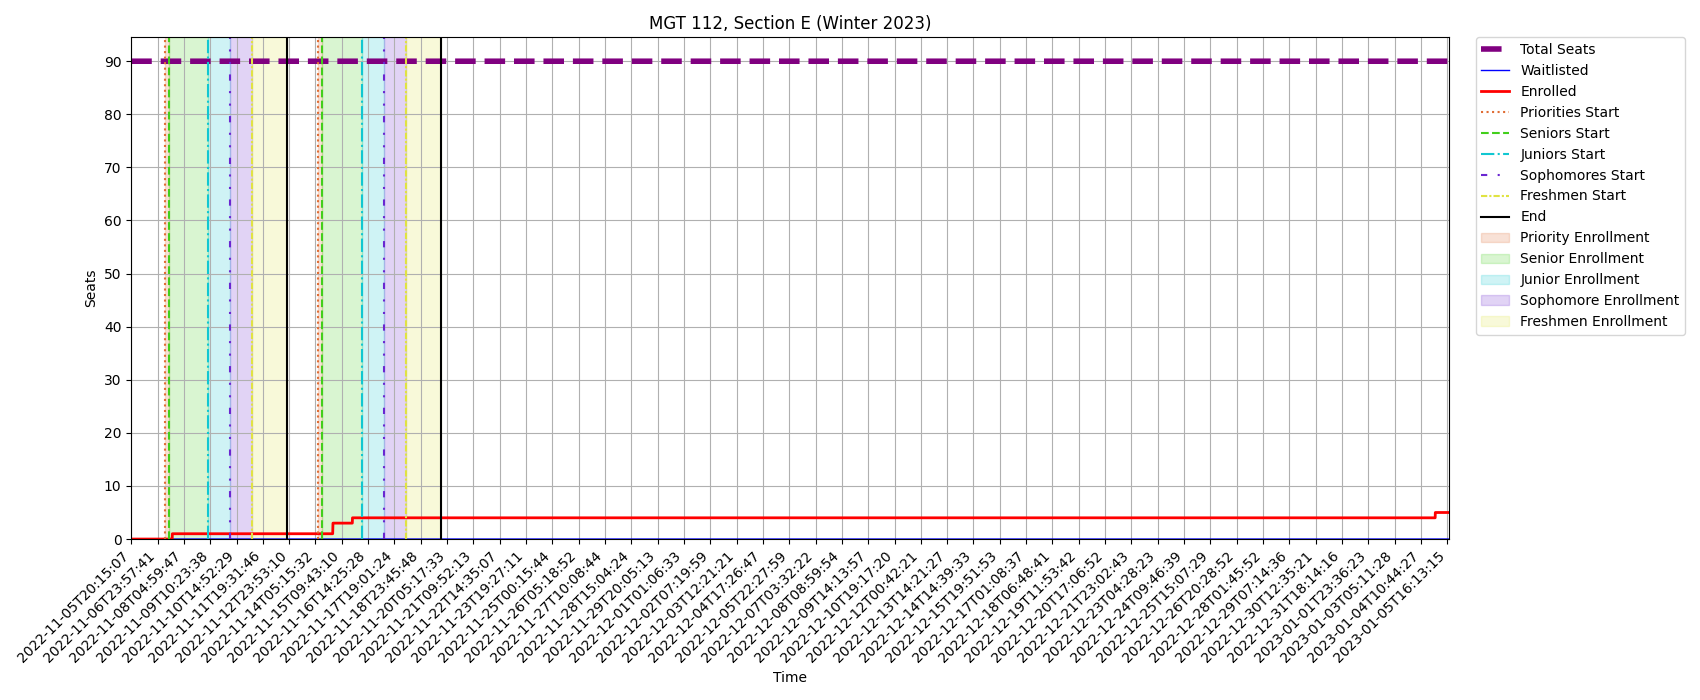 MGT 112, Section E (Winter 2023)
90
80
70
60
50
40
30
20
10
0
Seats
2022-11-05T20:15:07
2022-11-06T23:57:41
2022-11-08T04:59:47
2022-11-09T10:23:38
2022-11-10T14:52:29
2022-11-11T19:31:46
2022-11-12T23:53:10
2022-11-14T05:15:32
2022-11-15T09:43:10
2022-11-16T14:25:28
2022-11-17T19:01:24
2022-11-18T23:45:48
2022-11-20T05:17:33
2022-11-21T09:52:13
2022-11-22T14:35:07
2022-11-23T19:27:11
2022-11-25T00:15:44
2022-11-26T05:18:52
2022-11-27T10:08:44
2022-11-28T15:04:24
2022-11-29T20:05:13
2022-12-01T01:06:33
2022-12-02T07:19:59
2022-12-03T12:21:21
2022-12-04T17:26:47
2022-12-05T22:27:59
2022-12-07T03:32:22
2022-12-08T08:59:54
2022-12-09T14:13:57
2022-12-10T19:17:20
2022-12-12T00:42:21
2022-12-13T14:21:27
2022-12-14T14:39:33
2022-12-15T19:51:53
2022-12-17T01:08:37
2022-12-18T06:48:41
2022-12-19T11:53:42
2022-12-20T17:06:52
2022-12-21T23:02:43
2022-12-23T04:28:23
2022-12-24T09:46:39
2022-12-25T15:07:29
2022-12-26T20:28:52
2022-12-28T01:45:52
2022-12-29T07:14:36
2022-12-30T12:35:21
2022-12-31T18:14:16
2023-01-01T23:36:23
2023-01-03T05:11:28
2023-01-04T10:44:27
2023-01-05T16:13:15
Time
Total Seats
Waitlisted
Enrolled
Priorities Start
Seniors Start
Juniors Start
Sophomores Start
Freshmen Start
End
Priority Enrollment
Senior Enrollment
Junior Enrollment
Sophomore Enrollment
Freshmen Enrollment